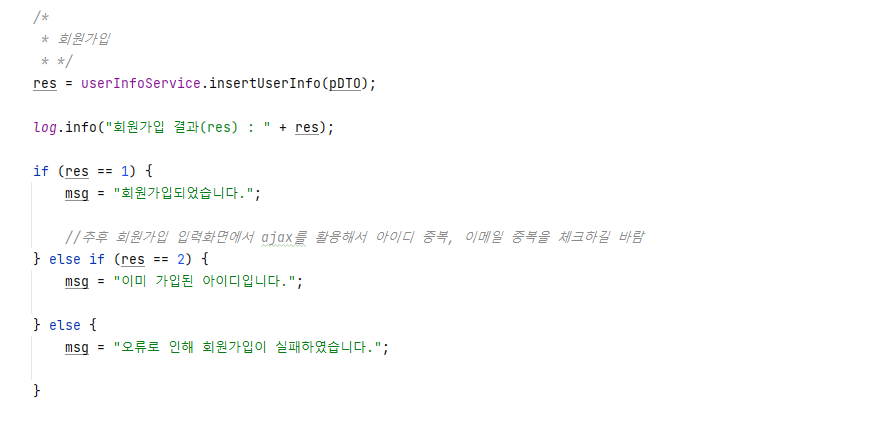 /*
 * 회원가입
 * */
res = userInfoService.insertUserInfo(pDTO);
log.info("회원가입 결과(res) : " + res);
if (res == 1) {
    msg = "회원가입되었습니다.";
    //추후 회원가입 입력화면에서 ajax를 활용해서 아이디 중복, 이메일 중복을 체크하길 바람
} else if (res == 2) {
    msg = "이미 가입된 아이디입니다.";
} else {
    msg = "오류로 인해 회원가입이 실패하였습니다.";
}